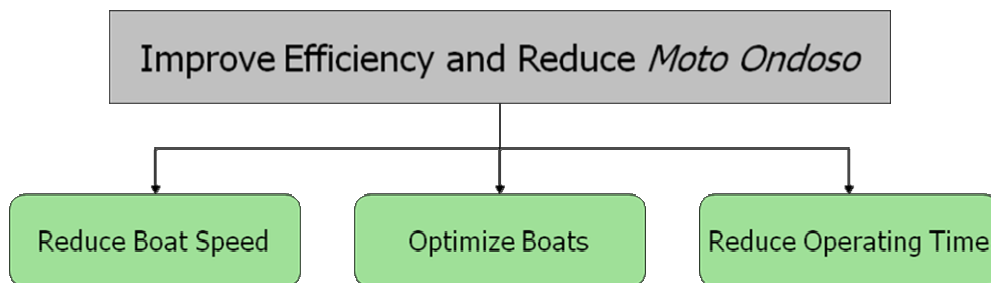 Improve Efficiency and Reduce Moto Ondoso
Reduce Boat Speed
Optimize Boats
Reduce Operating Time